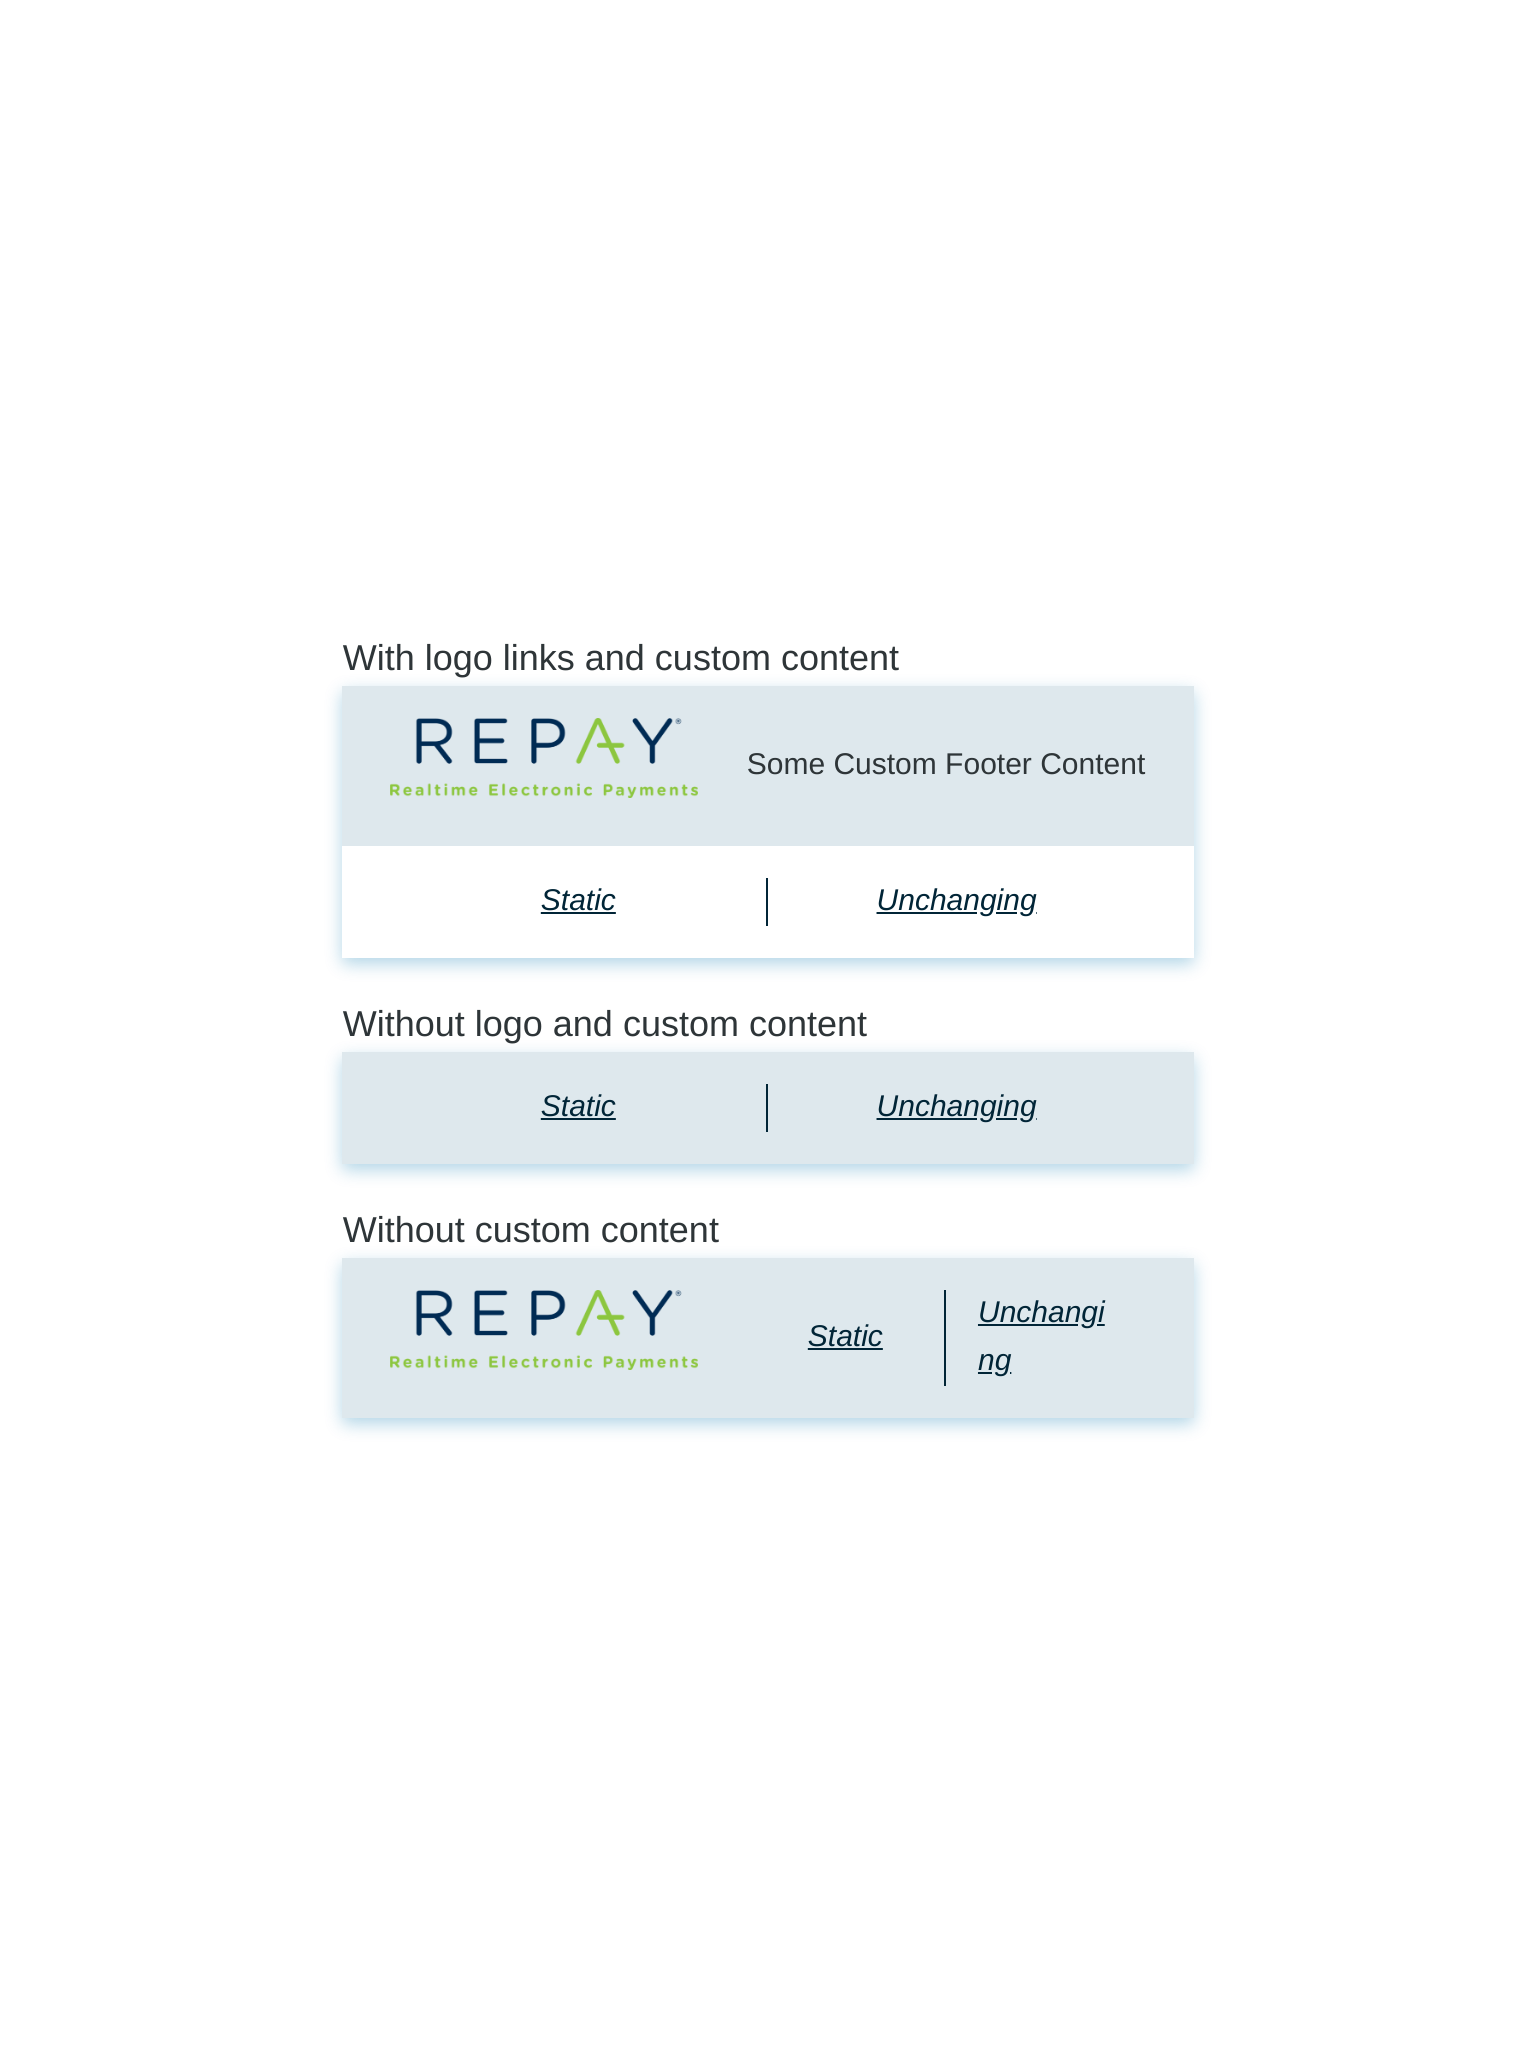 With logo links and custom content
REPAY®
Realtime Electronic Payments
Some Custom Footer Content
Static
Unchanging
Without logo and custom content
Static
Unchanging
Without custom content
REPAY®
Realtime Electronic Payments
Static
Unchangi
ng